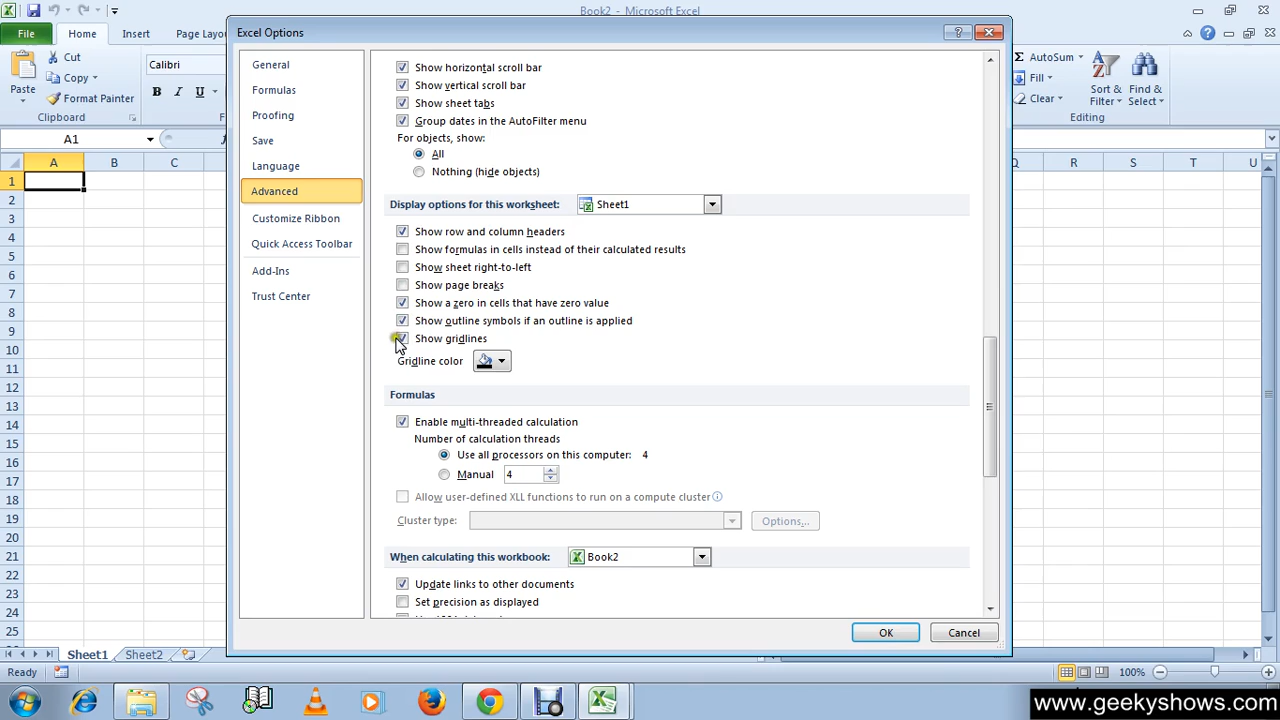 Book2 - Microsoft Excel
Excel Options
File Home Insert Page Layou
Cut
Copy
Format Painter
Paste
Clipboard
Calibri
B I U
AutoSum
Fill
Clear
Sort & Filter
Find & Select
Editing
A1
A B C Q R S T U
1
2
3
4
5
6
7
8
9
10
11
12
13
14
15
16
17
18
19
20
21
22
23
24
25
General
Formulas
Proofing
Save
Language
Advanced
Customize Ribbon
Quick Access Toolbar
Add-Ins
Trust Center
Show horizontal scroll bar
Show vertical scroll bar
Show sheet tabs
Group dates in the AutoFilter menu
For objects, show:
All
Nothing (hide objects)
Display options for this worksheet: Sheet1
Show row and column headers
Show formulas in cells instead of their calculated results
Show sheet right-to-left
Show page breaks
Show a zero in cells that have zero value
Show outline symbols if an outline is applied
Show gridlines
Gridline color
Formulas
Enable multi-threaded calculation
Number of calculation threads
Use all processors on this computer: 4
Manual 4
Allow user-defined XLL functions to run on a compute cluster
Cluster type: Options...
When calculating this workbook: Book2
Update links to other documents
Set precision as displayed
OK Cancel
Sheet1 Sheet2
Ready 100%
www.geekyshows.com